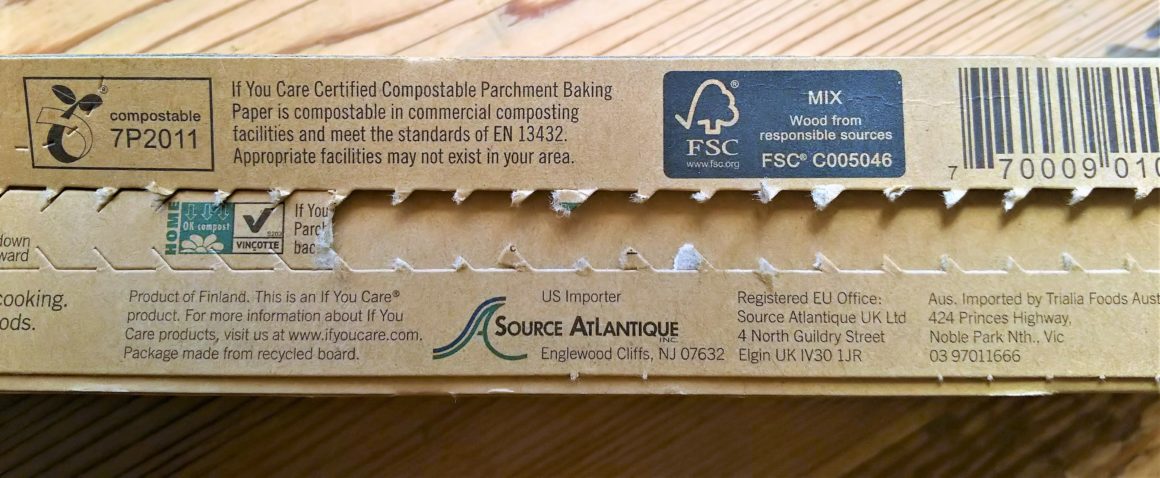 compostable
7P2011
If You Care Certified Compostable Parchment Baking
Paper is compostable in commercial composting
facilities and meet the standards of EN 13432.
Appropriate facilities may not exist in your area.
FSC
www.fsc.org
MIX
Wood from
responsible sources
FSC® C005046
7 70009 010
HOME
OK compost
S202
VINÇOTTE
If You
Parc
bac
down
ward
cooking.
ods.
Product of Finland. This is an If You Care®
product. For more information about If You
Care products, visit us at www.ifyoucare.com.
Package made from recycled board.
US Importer
SOURCE ATLANTIQUE
INC.
Englewood Cliffs, NJ 07632
Registered EU Office:
Source Atlantique UK Ltd
4 North Guildry Street
Elgin UK IV30 1JR
Aus. Imported by Trialia Foods Aust
424 Princes Highway,
Noble Park Nth., Vic
03 97011666